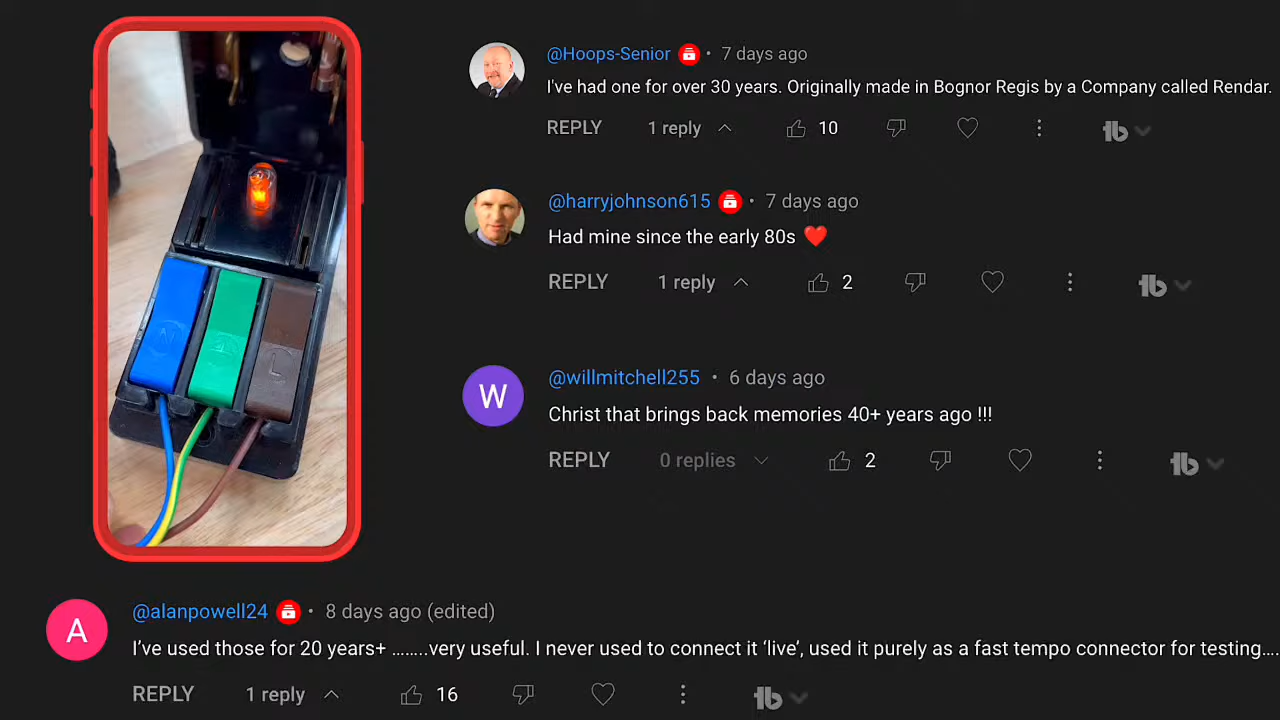 @Hoops-Senior • 7 days ago
I've had one for over 30 years. Originally made in Bognor Regis by a Company called Rendar.
REPLY 1 reply 10
@harryjohnson615 • 7 days ago
Had mine since the early 80s ❤️
REPLY 1 reply 2
W
@willmitchell255 • 6 days ago
Christ that brings back memories 40+ years ago !!!
REPLY 0 replies 2
N
L
A
@alanpowell24 • 8 days ago (edited)
I've used those for 20 years+ ........very useful. I never used to connect it ‘live’, used it purely as a fast tempo connector for testing....
REPLY 1 reply 16